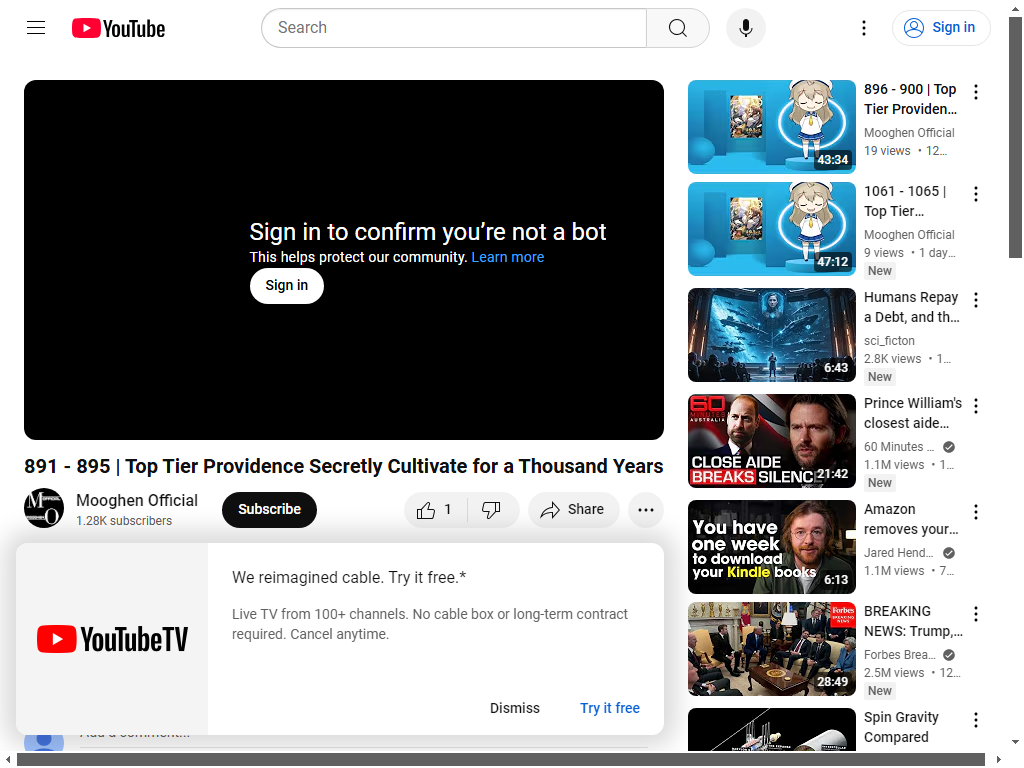 YouTube
Search
Sign in
Sign in to confirm you’re not a bot
This helps protect our community. Learn more
Sign in
891 - 895 | Top Tier Providence Secretly Cultivate for a Thousand Years
Mooghen Official
1.28K subscribers
Subscribe
1
Share
We reimagined cable. Try it free.*
Live TV from 100+ channels. No cable box or long-term contract
required. Cancel anytime.
YouTubeTV
Dismiss
Try it free
Add a comment...
43:34
896 - 900 | Top
Tier Providen...
Mooghen Official
19 views • 12...
47:12
1061 - 1065 |
Top Tier...
Mooghen Official
9 views • 1 day...
New
6:43
Humans Repay
a Debt, and th...
sci_ficton
2.8K views • 1...
New
60
MINUTES
AUSTRALIA
CLOSE AIDE
BREAKS SILENCE
21:42
Prince William's
closest aide...
60 Minutes ...
1.1M views • 1...
New
You have
one week
to download
your Kindle books
6:13
Amazon
removes your...
Jared Hend...
1.1M views • 7...
Forbes
BREAKING
NEWS
28:49
BREAKING
NEWS: Trump,...
Forbes Brea...
2.5M views • 12...
New
Spin Gravity
Compared